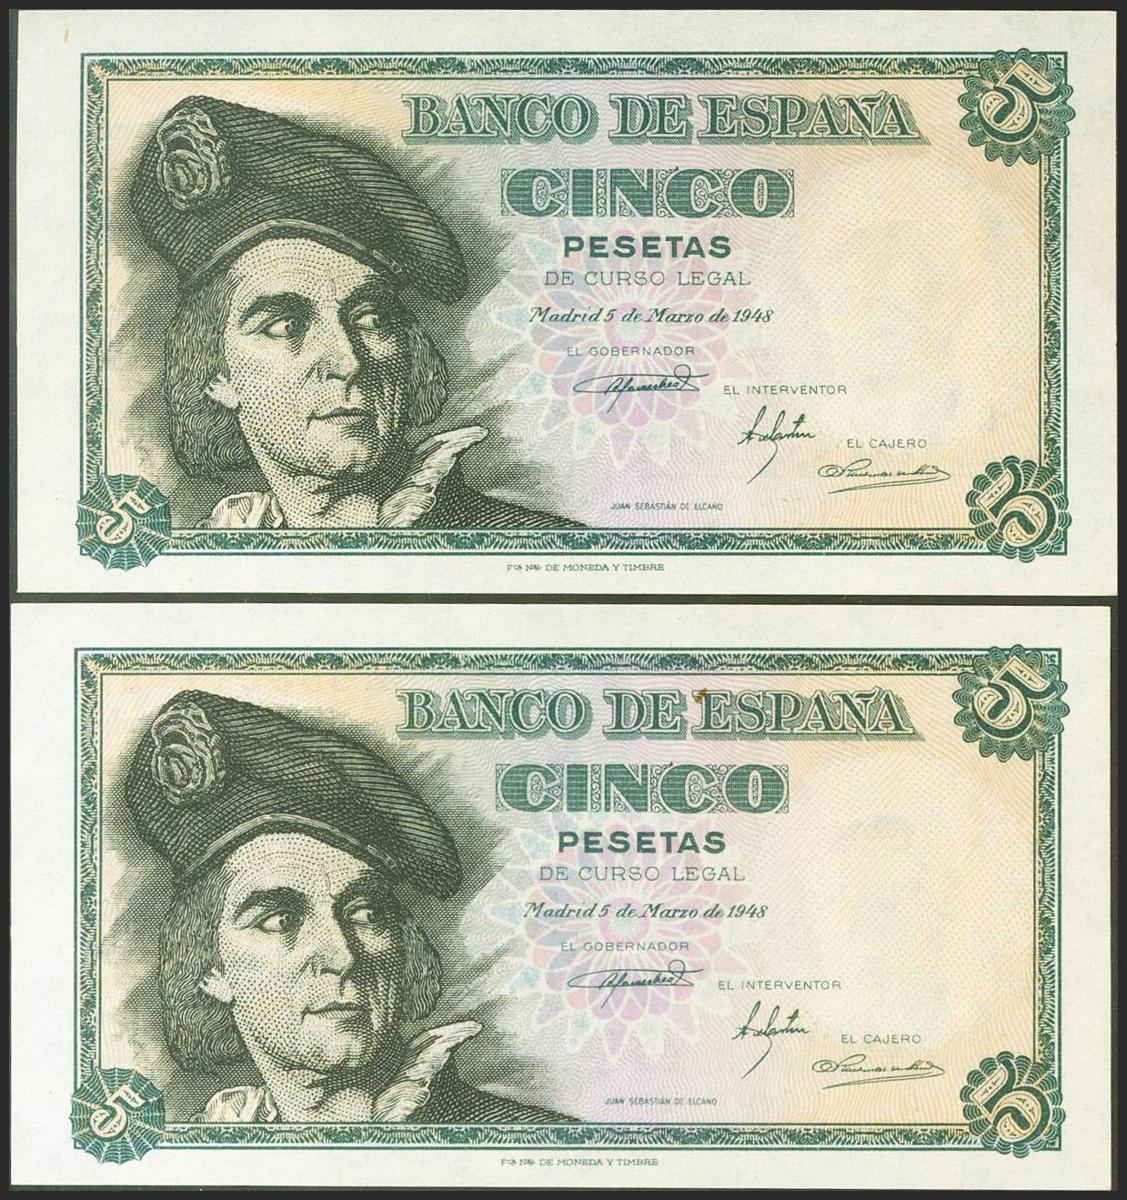 5
BANCO DE ESPAÑA
CINCO
PESETAS
DE CURSO LEGAL
Madrid 5 de Marzo de 1948
EL GOBERNADOR
EL INTERVENTOR
EL CAJERO
JUAN SEBASTIÁN DE ELCANO
5
5
FCA NAL DE MONEDA Y TIMBRE
5
BANCO DE ESPAÑA
CINCO
PESETAS
DE CURSO LEGAL
Madrid 5 de Marzo de 1948
EL GOBERNADOR
EL INTERVENTOR
EL CAJERO
JUAN SEBASTIÁN DE ELCANO
5
5
FCA NAL DE MONEDA Y TIMBRE